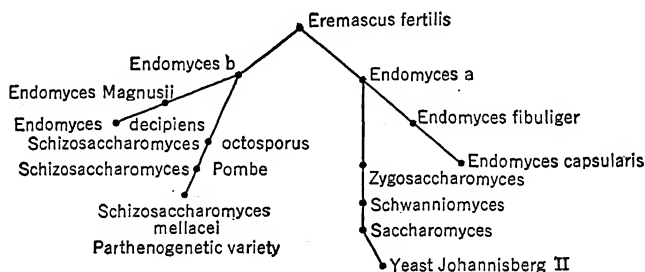 Eremascus fertilis
Endomyces b
Endomyces a
Endomyces Magnusii
Endomyces decipiens
Endomyces fibuliger
Schizosaccharomyces octosporus
Endomyces capsularis
Schizosaccharomyces Pombe
Zygosaccharomyces
Schwanniomyces
Schizosaccharomyces
mellacei
Parthenogenetic variety
Saccharomyces
Yeast Johannisberg II